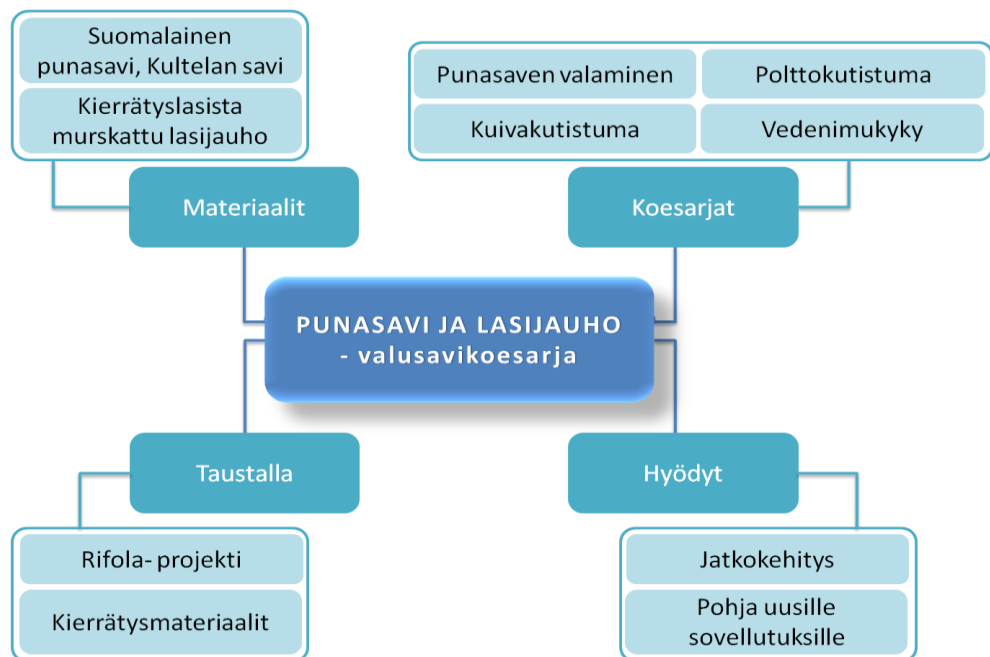 Suomalainen
punasavi, Kultelan savi
Kierrätyslasista
murskattu lasijauho
Materiaalit
Punasaven valaminen
Polttokutistuma
Kuivakutistuma
Vedenimukyky
Koesarjat
PUNASAVI JA LASIJAUHO
- valusavikoesarja
Taustalla
Rifola- projekti
Kierrätysmateriaalit
Hyödyt
Jatkokehitys
Pohja uusille
sovellutuksille